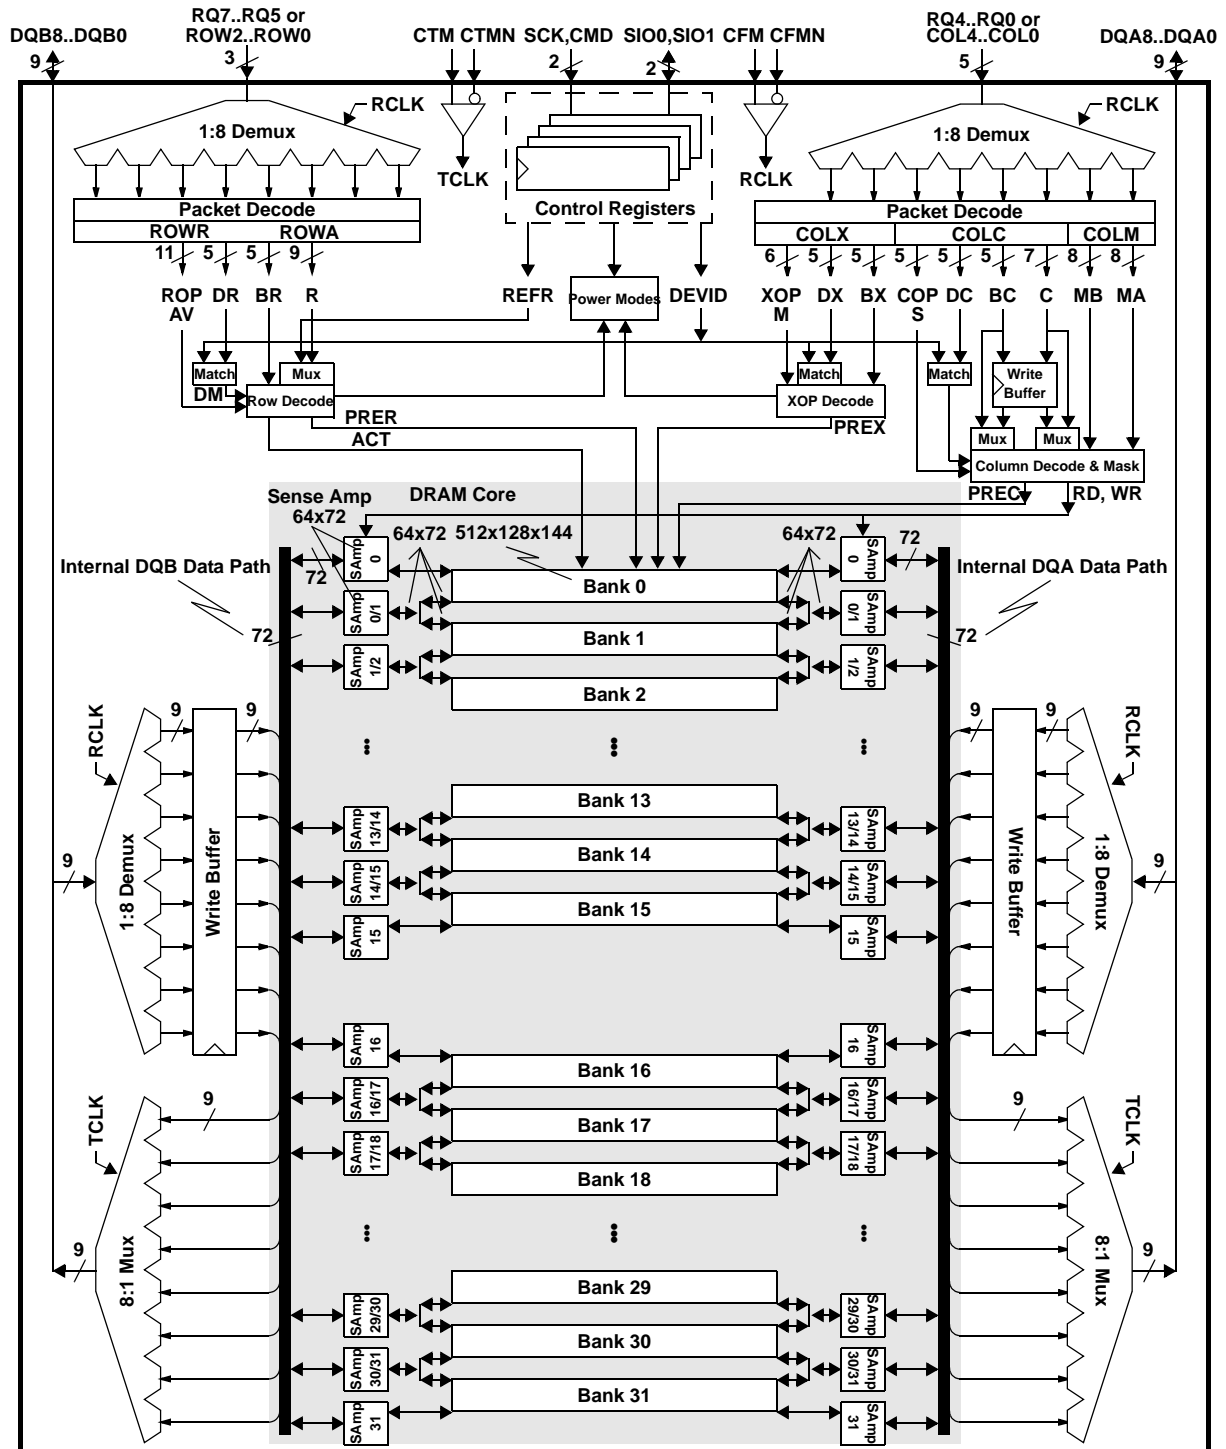 RQ7..RQ5 or
RQ4..RQ0 or
DQB8..DQB0
ROW2..ROW0
CTM CTMN
SCK,CMD
SIO0,SIO1
CFM CFMN
COL4..COL0
DQA8..DQA0
9
3
2
2
5
9
RCLK
1:8 Demux
TCLK
Control Registers
RCLK
RCLK
1:8 Demux
Packet Decode
ROWR
ROWA
Packet Decode
COLX
COLC
COLM
11
5
5
9
6
5
5
5
5
5
7
8
8
ROP
AV
DR
BR
R
REFR
Power Modes
DEVID
XOP
M
DX
BX
COP
S
DC
BC
C
MB
MA
Match
DM
Mux
Row Decode
Match
XOP Decode
Match
Write
Buffer
Mux
Mux
Column Decode & Mask
PRER
ACT
PREX
PREC
RD, WR
Sense Amp
64x72
DRAM Core
64x72
512x128x144
64x72
72
72
Internal DQB Data Path
Internal DQA Data Path
72
72
SAmp
0
Bank 0
SAmp
0
SAmp
0/1
Bank 1
SAmp
0/1
SAmp
1/2
Bank 2
SAmp
1/2
•••
•••
•••
Bank 13
SAmp
13/14
Bank 14
SAmp
13/14
SAmp
14/15
Bank 15
SAmp
14/15
SAmp
15
SAmp
15
SAmp
16
Bank 16
SAmp
16
SAmp
16/17
Bank 17
SAmp
16/17
SAmp
17/18
Bank 18
SAmp
17/18
•••
•••
•••
Bank 29
SAmp
29/30
Bank 30
SAmp
29/30
SAmp
30/31
Bank 31
SAmp
30/31
SAmp
31
SAmp
31
RCLK
9
9
9
1:8 Demux
Write Buffer
TCLK
9
9
8:1 Mux
9
9
RCLK
9
Write Buffer
1:8 Demux
9
TCLK
9
8:1 Mux